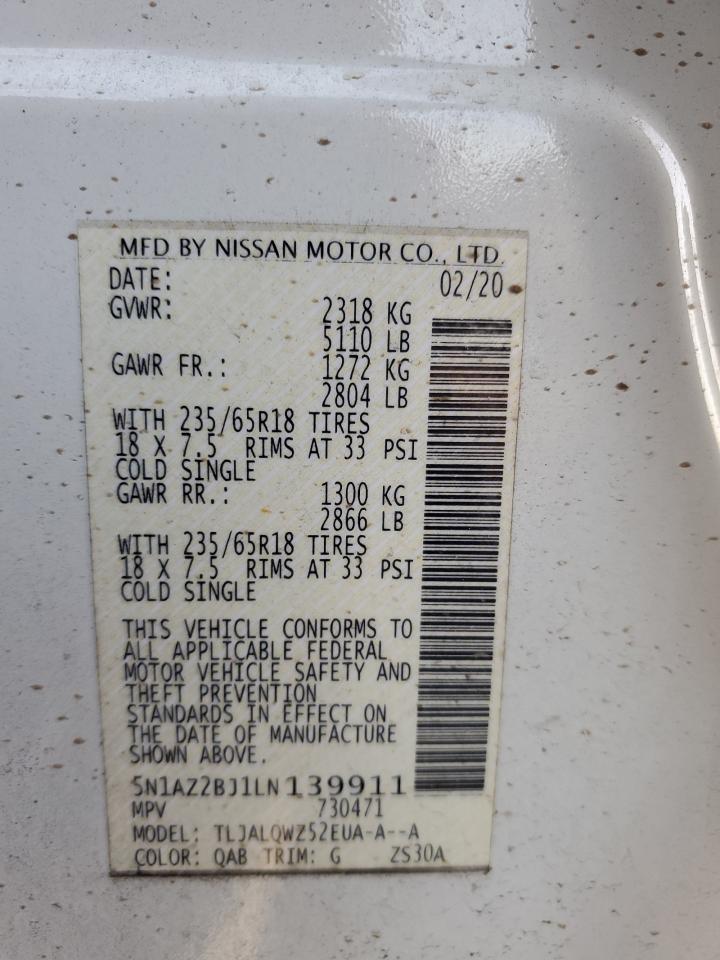 MFD BY NISSAN MOTOR CO., LTD.
DATE: 02/20
GVWR: 2318 KG
5110 LB
GAWR FR.: 1272 KG
2804 LB
WITH 235/65R18 TIRES
18 X 7.5 RIMS AT 33 PSI
COLD SINGLE
GAWR RR.: 1300 KG
2866 LB
WITH 235/65R18 TIRES
18 X 7.5 RIMS AT 33 PSI
COLD SINGLE
THIS VEHICLE CONFORMS TO
ALL APPLICABLE FEDERAL
MOTOR VEHICLE SAFETY AND
THEFT PREVENTION
STANDARDS IN EFFECT ON
THE DATE OF MANUFACTURE
SHOWN ABOVE.
5N1AZ2BJ1LN139911
MPV 730471
MODEL: TLJALQWZ52EUA-A--A
COLOR: QAB TRIM: G ZS30A